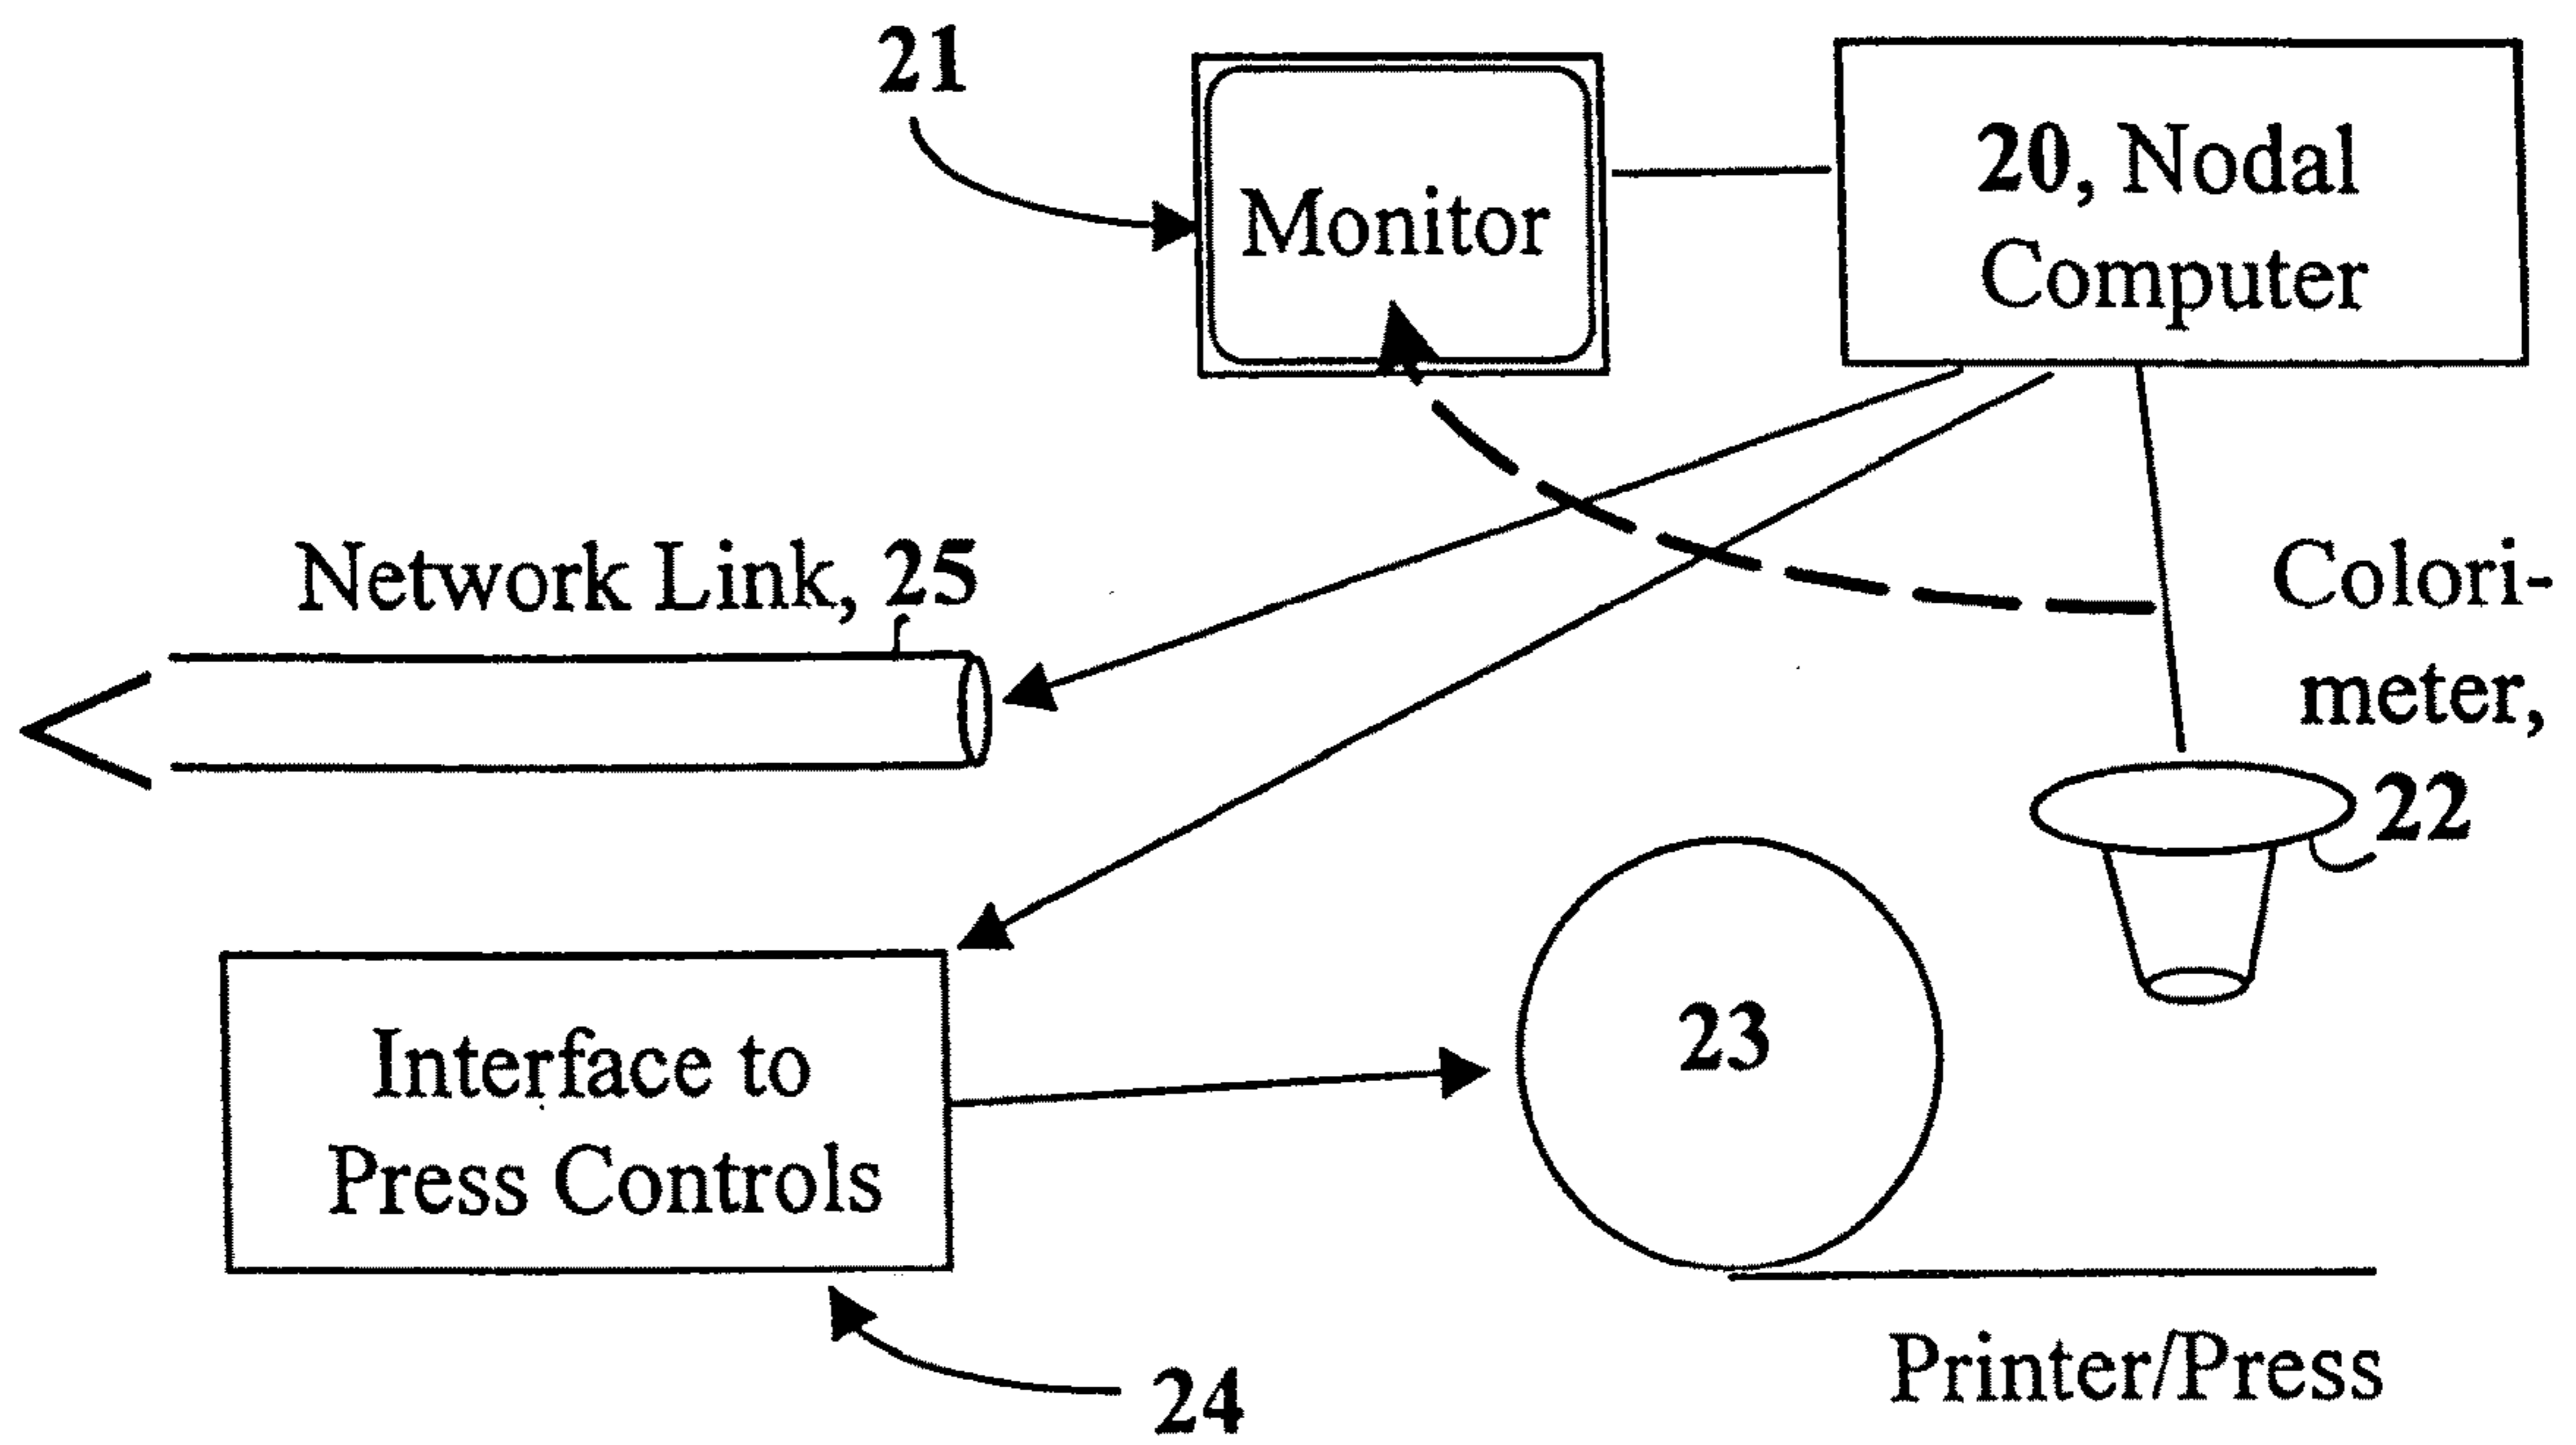 21
Monitor
20, Nodal
Computer
Network Link, 25
Colori-
meter,
22
23
Interface to
Press Controls
24
Printer/Press